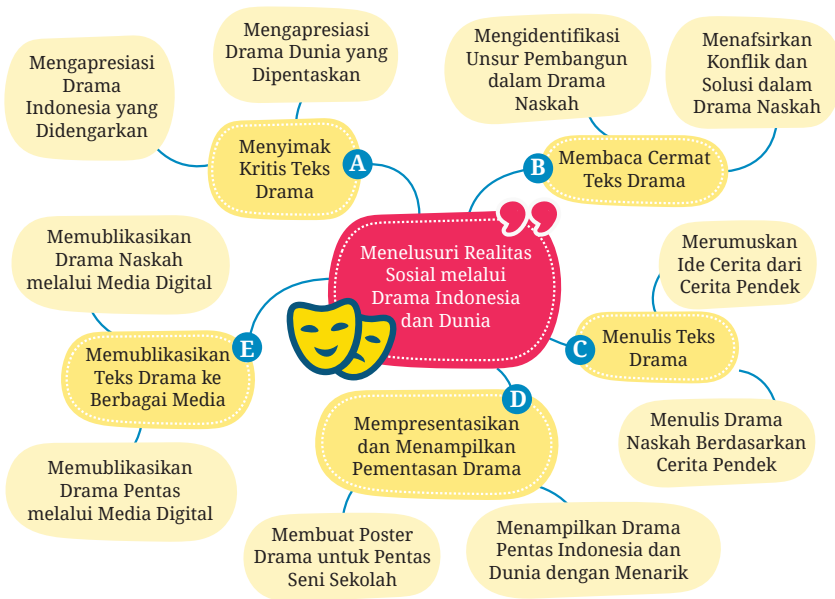 Menelusuri Realitas
Sosial melalui
Drama Indonesia
dan Dunia
A
Menyimak
Kritis Teks
Drama
Mengapresiasi
Drama
Indonesia yang
Didengarkan
Mengapresiasi
Drama Dunia yang
Dipentaskan
B
Membaca Cermat
Teks Drama
Mengidentifikasi
Unsur Pembangun
dalam Drama
Naskah
Menafsirkan
Konflik dan
Solusi dalam
Drama Naskah
C
Menulis Teks
Drama
Merumuskan
Ide Cerita dari
Cerita Pendek
Menulis Drama
Naskah Berdasarkan
Cerita Pendek
D
Mempresentasikan
dan Menampilkan
Pementasan Drama
Membuat Poster
Drama untuk Pentas
Seni Sekolah
Menampilkan Drama
Pentas Indonesia dan
Dunia dengan Menarik
E
Memublikasikan
Teks Drama ke
Berbagai Media
Memublikasikan
Drama Naskah
melalui Media Digital
Memublikasikan
Drama Pentas
melalui Media Digital